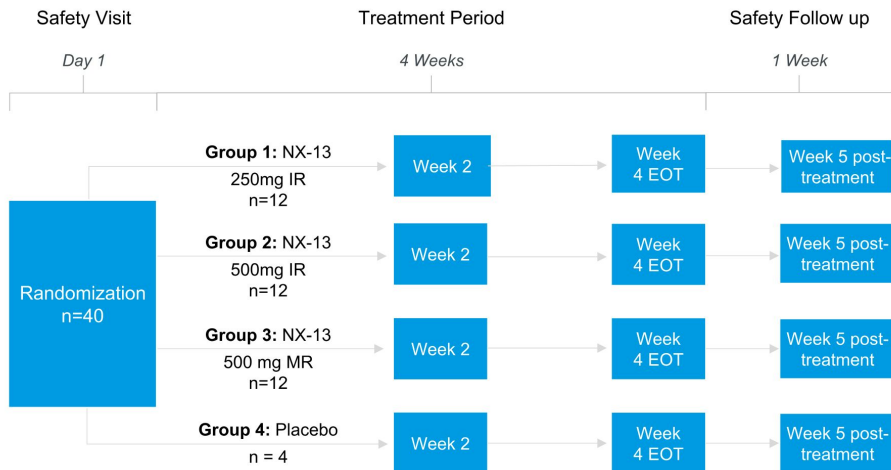 Safety Visit
Treatment Period
Safety Follow up
Day 1
4 Weeks
1 Week
Randomization
n=40
Group 1: NX-13
250mg IR
n=12
Week 2
Week
4 EOT
Week 5 post-
treatment
Group 2: NX-13
500mg IR
n=12
Week 2
Week
4 EOT
Week 5 post-
treatment
Group 3: NX-13
500 mg MR
n=12
Week 2
Week
4 EOT
Week 5 post-
treatment
Group 4: Placebo
n = 4
Week 2
Week
4 EOT
Week 5 post-
treatment